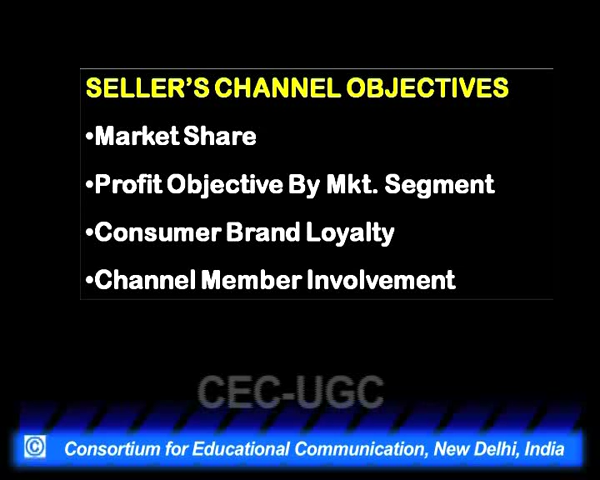 SELLER'S CHANNEL OBJECTIVES
•Market Share
•Profit Objective By Mkt. Segment
•Consumer Brand Loyalty
•Channel Member Involvement
CEC-UGC
© Consortium for Educational Communication, New Delhi, India